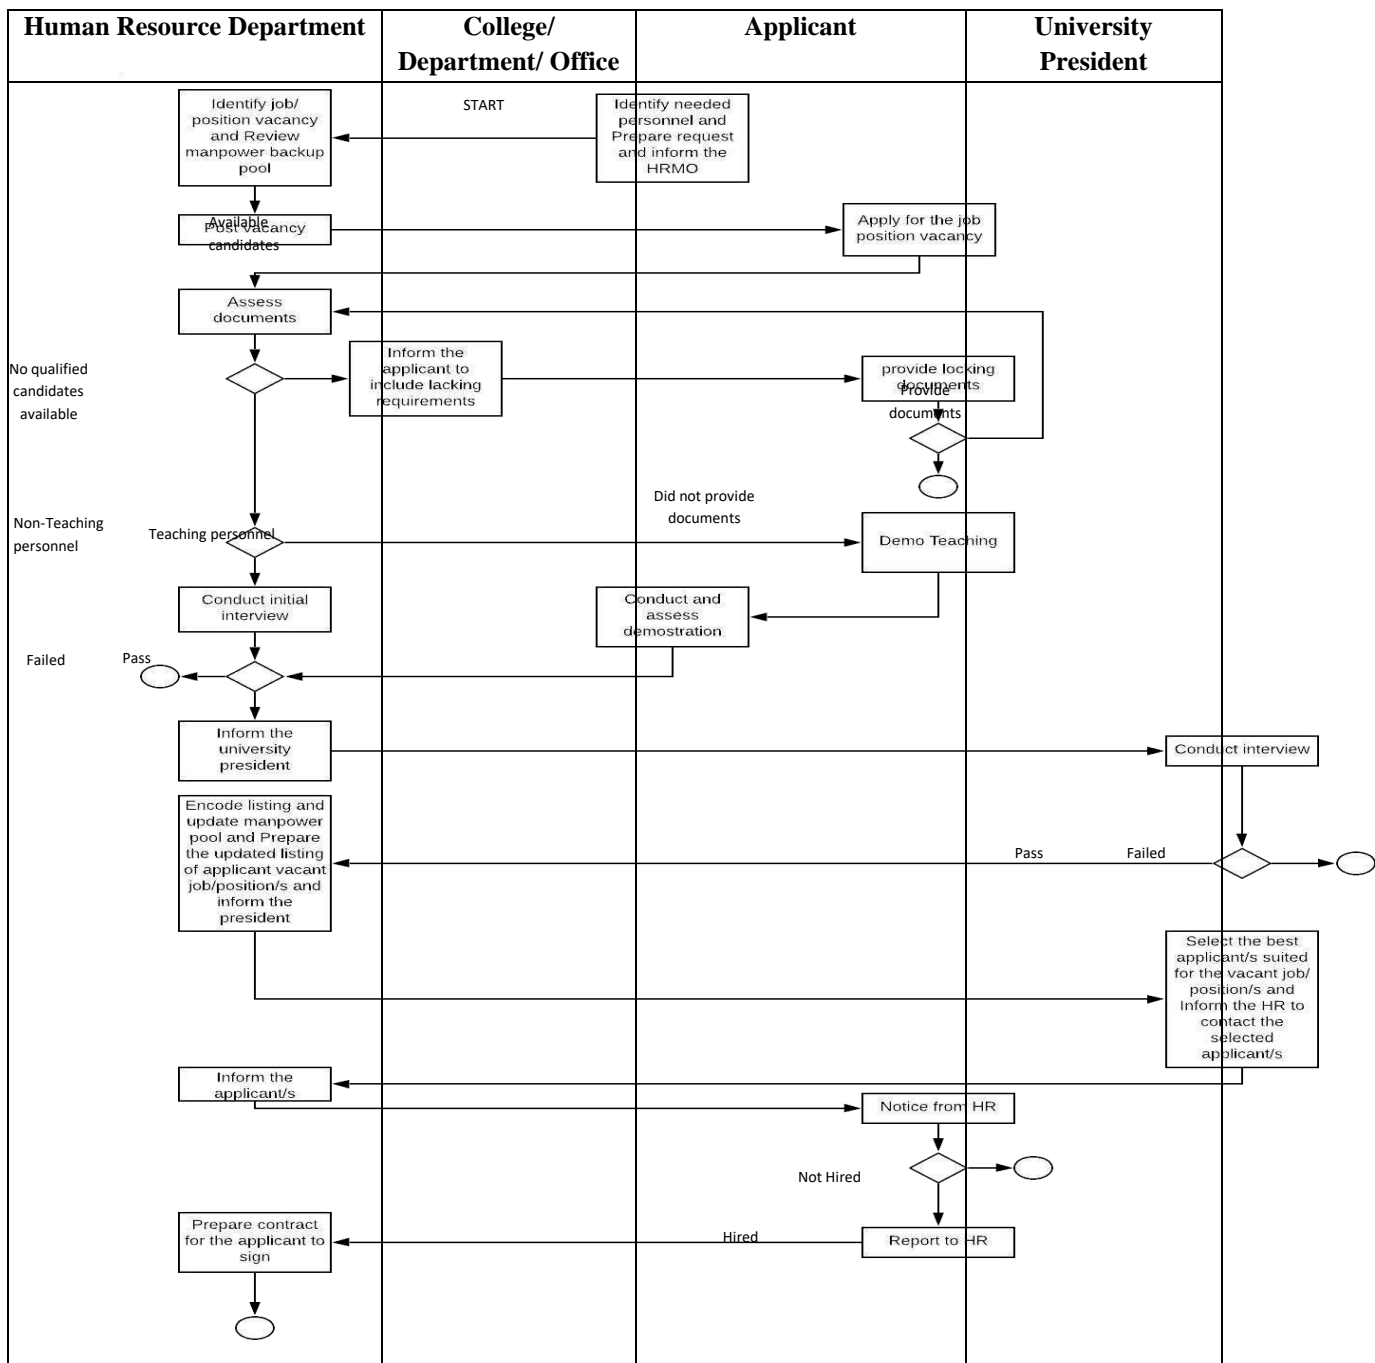 Human Resource Department
College/
Department/ Office
Applicant
University
President
Identify job/
position vacancy
and Review
manpower backup
pool
START
Identify needed
personnel and
Prepare request
and inform the
HRMO
Post vacancy
Available
candidates
Apply for the job
position vacancy
Assess
documents
No qualified
candidates
available
Inform the
applicant to
include lacking
requirements
provide locking
documents
Provide
documents
Did not provide
documents
Non-Teaching
personnel
Teaching personnel
Demo Teaching
Conduct initial
interview
Conduct and
assess
demostration
Failed
Pass
Inform the
university
president
Conduct interview
Encode listing and
update manpower
pool and Prepare
the updated listing
of applicant vacant
job/position/s and
inform the
president
Pass
Failed
Select the best
applicant/s suited
for the vacant job/
position/s and
Inform the HR to
contact the
selected
applicant/s
Inform the
applicant/s
Notice from HR
Not Hired
Prepare contract
for the applicant to
sign
Hired
Report to HR